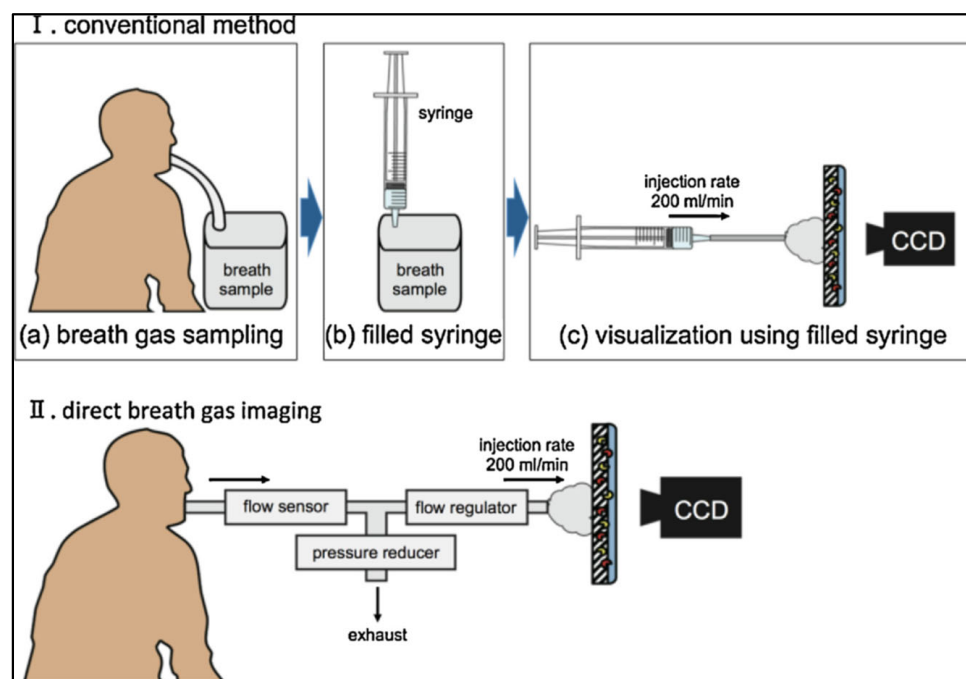 Ⅰ. conventional method
syringe
injection rate
200 ml/min
breath
sample
breath
sample
CCD
(a) breath gas sampling
(b) filled syringe
(c) visualization using filled syringe
Ⅱ. direct breath gas imaging
injection rate
200 ml/min
flow sensor
flow regulator
CCD
pressure reducer
exhaust